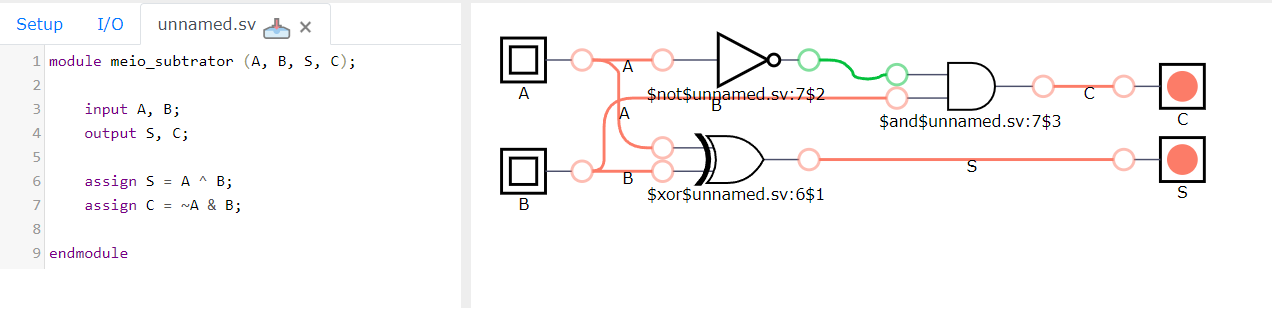 Setup I/O unnamed.sv
1 module meio_subtrator (A, B, S, C);
2
3 input A, B;
4 output S, C;
5
6 assign S = A ^ B;
7 assign C = ~A & B;
8
9 endmodule
A
A
$not$unnamed.sv:7$2
B
A
$and$unnamed.sv:7$3
C
C
B
B
$xor$unnamed.sv:6$1
S
S